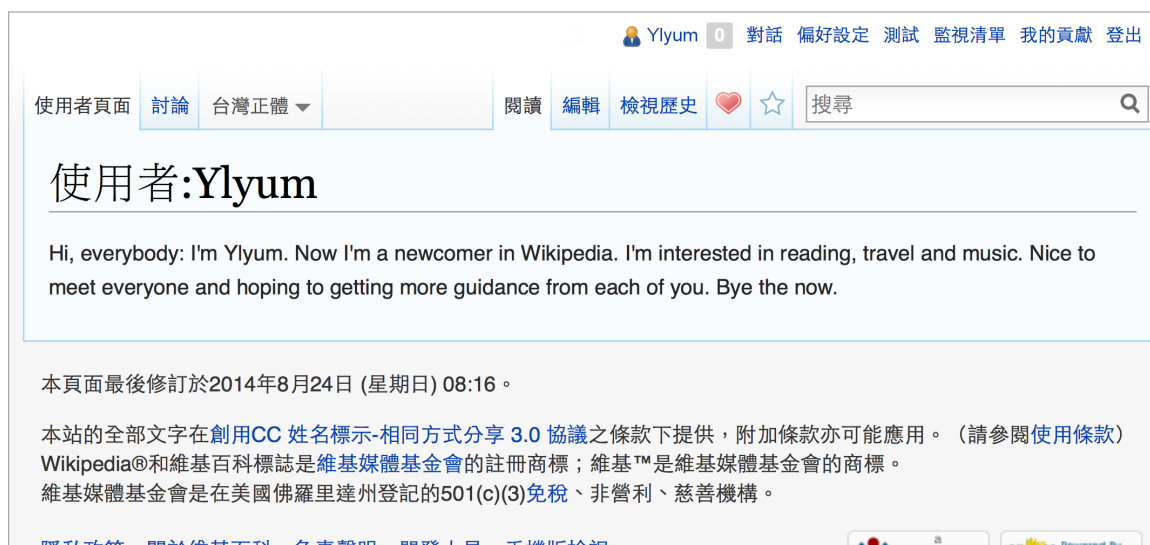 Ylyum 0 對話 偏好設定 測試 監視清單 我的貢獻 登出
使用者頁面 討論 台灣正體 閱讀 編輯 檢視歷史 搜尋
使用者:Ylyum
Hi, everybody: I'm Ylyum. Now I'm a newcomer in Wikipedia. I'm interested in reading, travel and music. Nice to
meet everyone and hoping to getting more guidance from each of you. Bye the now.
本頁面最後修訂於2014年8月24日 (星期日) 08:16。
本站的全部文字在創用CC 姓名標示-相同方式分享 3.0 協議之條款下提供，附加條款亦可能應用。（請參閱使用條款）
Wikipedia®和維基百科標誌是維基媒體基金會的註冊商標；維基™是維基媒體基金會的商標。
維基媒體基金會是在美國佛羅里達州登記的501(c)(3)免稅、非營利、慈善機構。